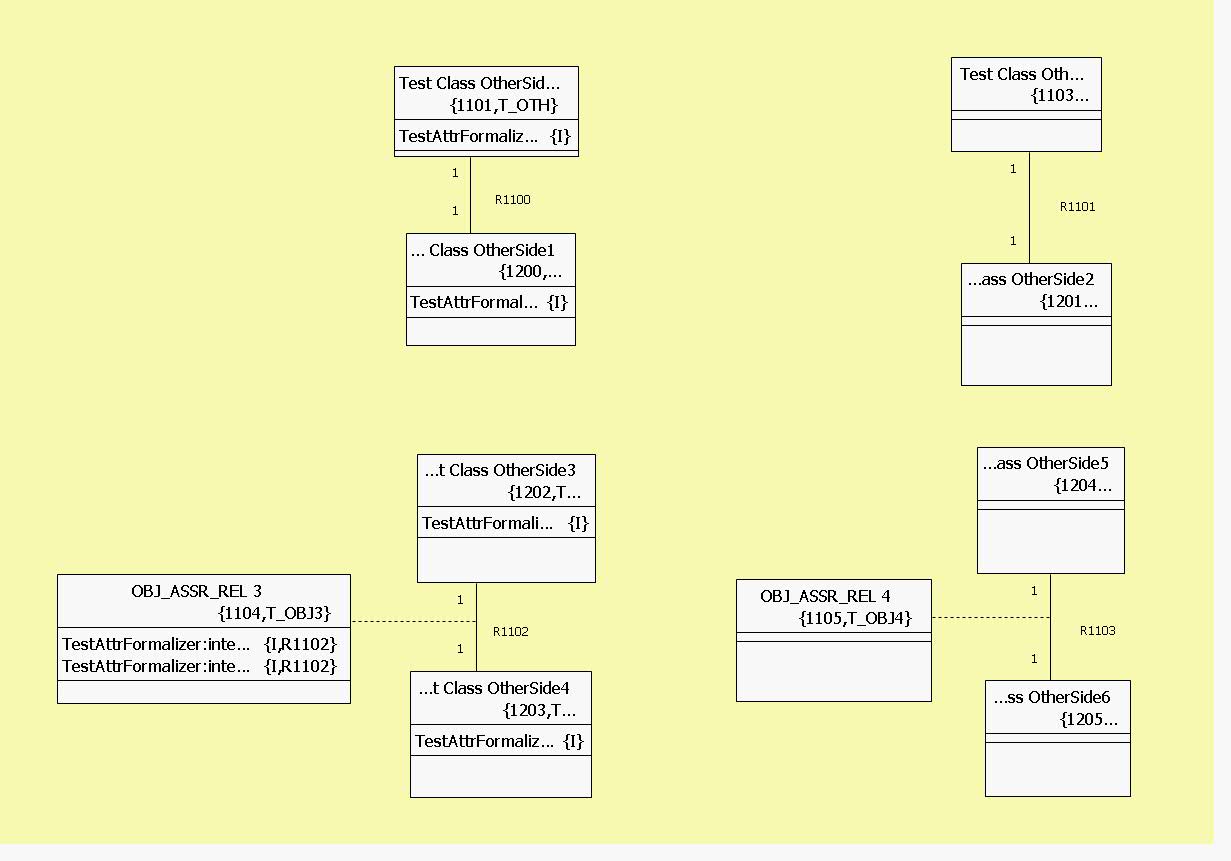 Test Class OtherSid...
{1101,T_OTH}
TestAttrFormaliz... {I}
1
1
R1100
... Class OtherSide1
{1200,...
TestAttrFormal... {I}
Test Class Oth...
{1103...
1
R1101
1
...ass OtherSide2
{1201...
...t Class OtherSide3
{1202,T...
TestAttrFormali... {I}
OBJ_ASSR_REL 3
{1104,T_OBJ3}
TestAttrFormalizer:inte... {I,R1102}
TestAttrFormalizer:inte... {I,R1102}
1
R1102
1
...t Class OtherSide4
{1203,T...
TestAttrFormaliz... {I}
...ass OtherSide5
{1204...
OBJ_ASSR_REL 4
{1105,T_OBJ4}
1
R1103
1
...ss OtherSide6
{1205...